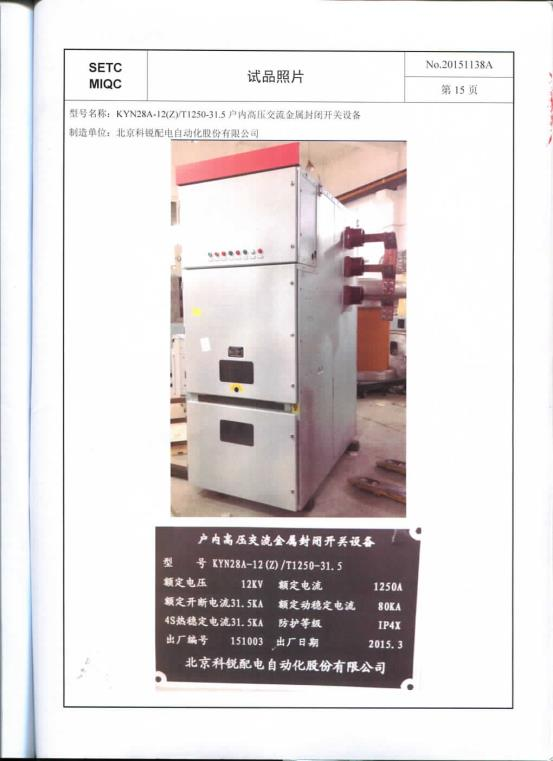 SETC
MIQC
试品照片
No.20151138A
第 15 页
型号名称：KYN28A-12(Z)/T1250-31.5 户内高压交流金属封闭开关设备
制造单位：北京科锐配电自动化股份有限公司
户内高压交流金属封闭开关设备
型 号 KYN28A-12(Z)/T1250-31.5
额定电压 12KV 额定电流 1250A
额定开断电流31.5KA 额定动稳定电流 80KA
4S热稳定电流31.5KA 防护等级 IP4X
出厂编号 151003 出厂日期 2015.3
北京科锐配电自动化股份有限公司